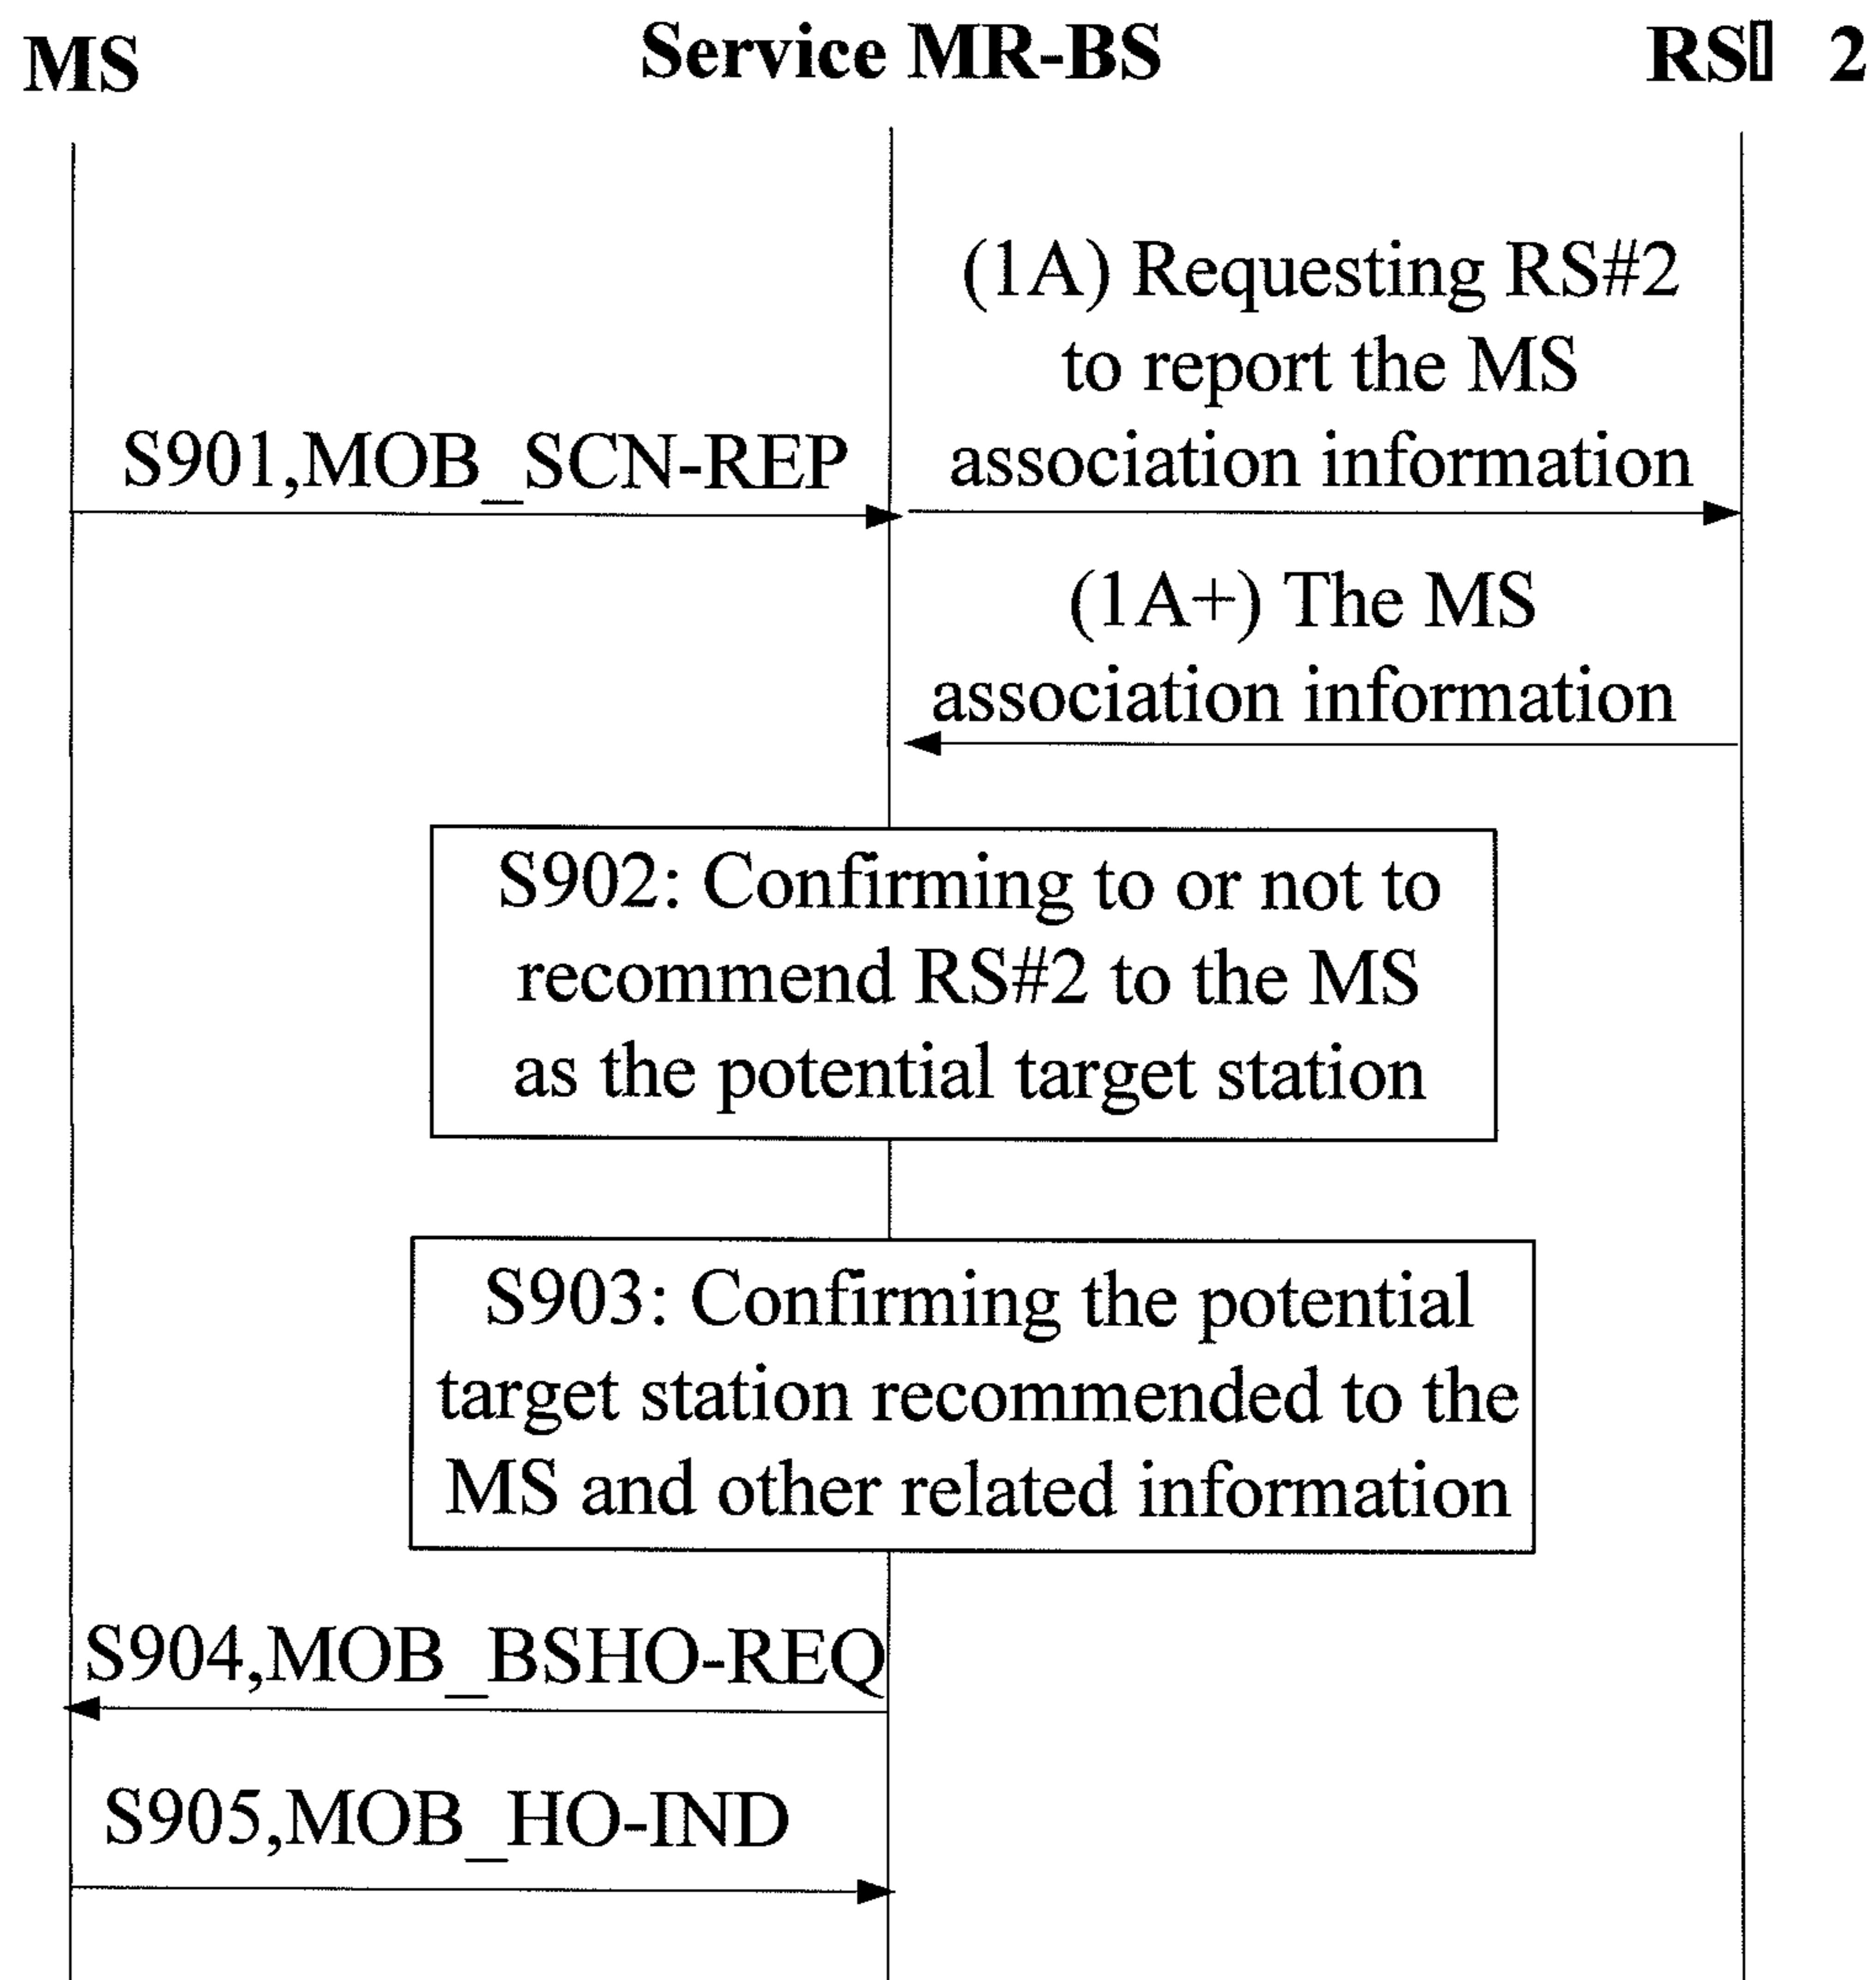 MS
Service MR-BS
RS▯ 2
(1A) Requesting RS#2
to report the MS
association information
S901,MOB_SCN-REP
(1A+) The MS
association information
S902: Confirming to or not to
recommend RS#2 to the MS
as the potential target station
S903: Confirming the potential
target station recommended to the
MS and other related information
S904,MOB_BSHO-REQ
S905,MOB_HO-IND